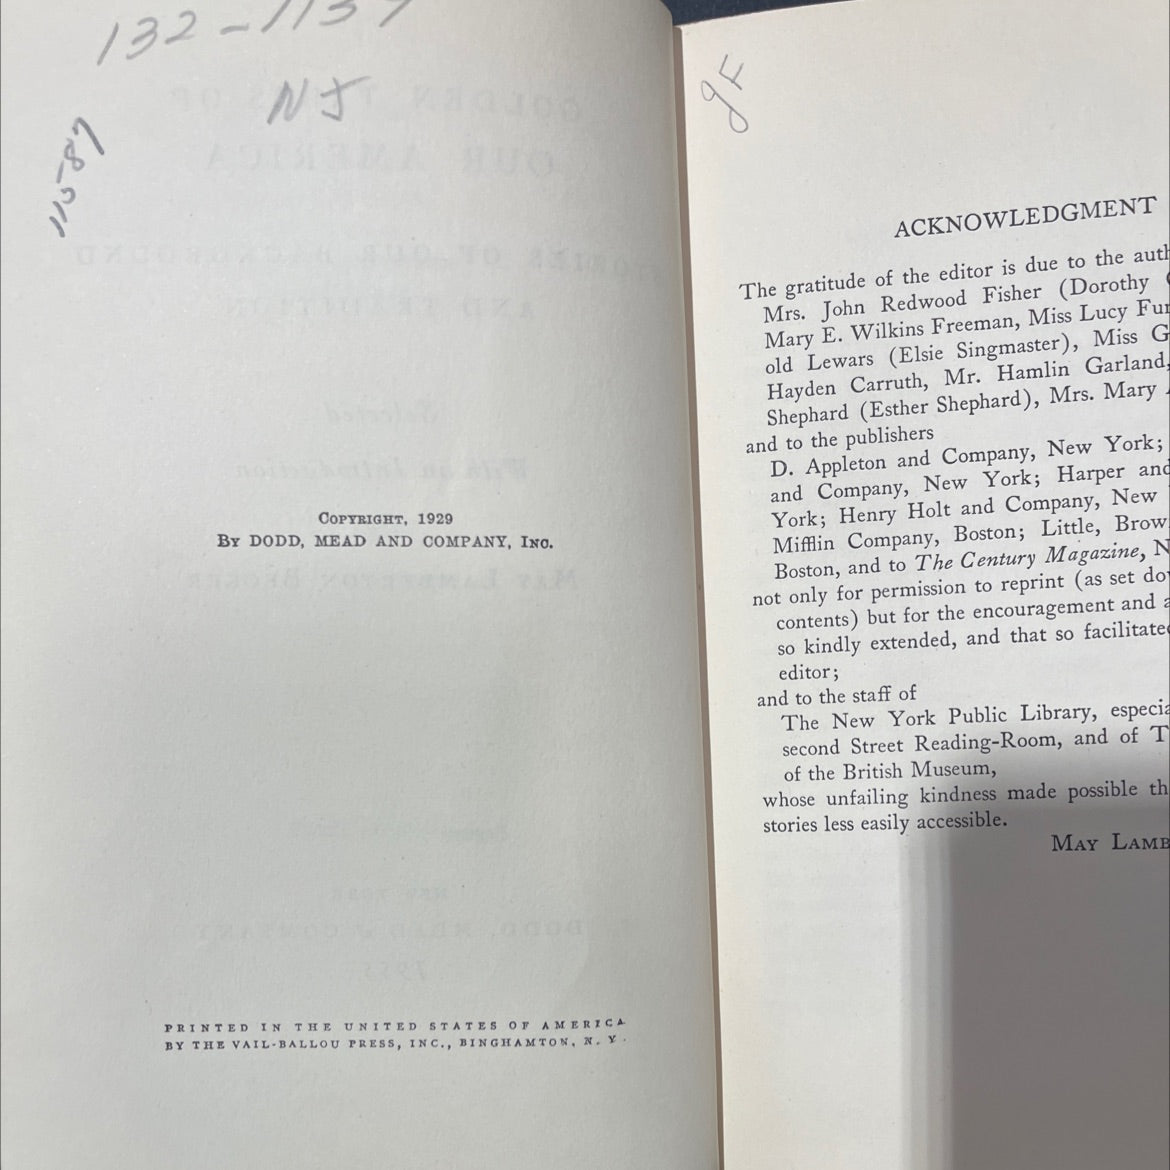 132-1137
NJ
110-87
COPYRIGHT, 1929
BY DODD, MEAD AND COMPANY, INC.
PRINTED IN THE UNITED STATES OF AMERICA
BY THE VAIL-BALLOU PRESS, INC., BINGHAMTON, N. Y.
gF
ACKNOWLEDGMENT
The gratitude of the editor is due to the auth
Mrs. John Redwood Fisher (Dorothy
Mary E. Wilkins Freeman, Miss Lucy Fur
old Lewars (Elsie Singmaster), Miss G
Hayden Carruth, Mr. Hamlin Garland,
Shephard (Esther Shephard), Mrs. Mary
and to the publishers
D. Appleton and Company, New York;
and Company, New York; Harper and
York; Henry Holt and Company, New
Mifflin Company, Boston; Little, Brow
Boston, and to The Century Magazine, N
not only for permission to reprint (as set do
contents) but for the encouragement and a
so kindly extended, and that so facilitate
editor;
and to the staff of
The New York Public Library, especia
second Street Reading-Room, and of T
of the British Museum,
whose unfailing kindness made possible th
stories less easily accessible.
MAY LAMB